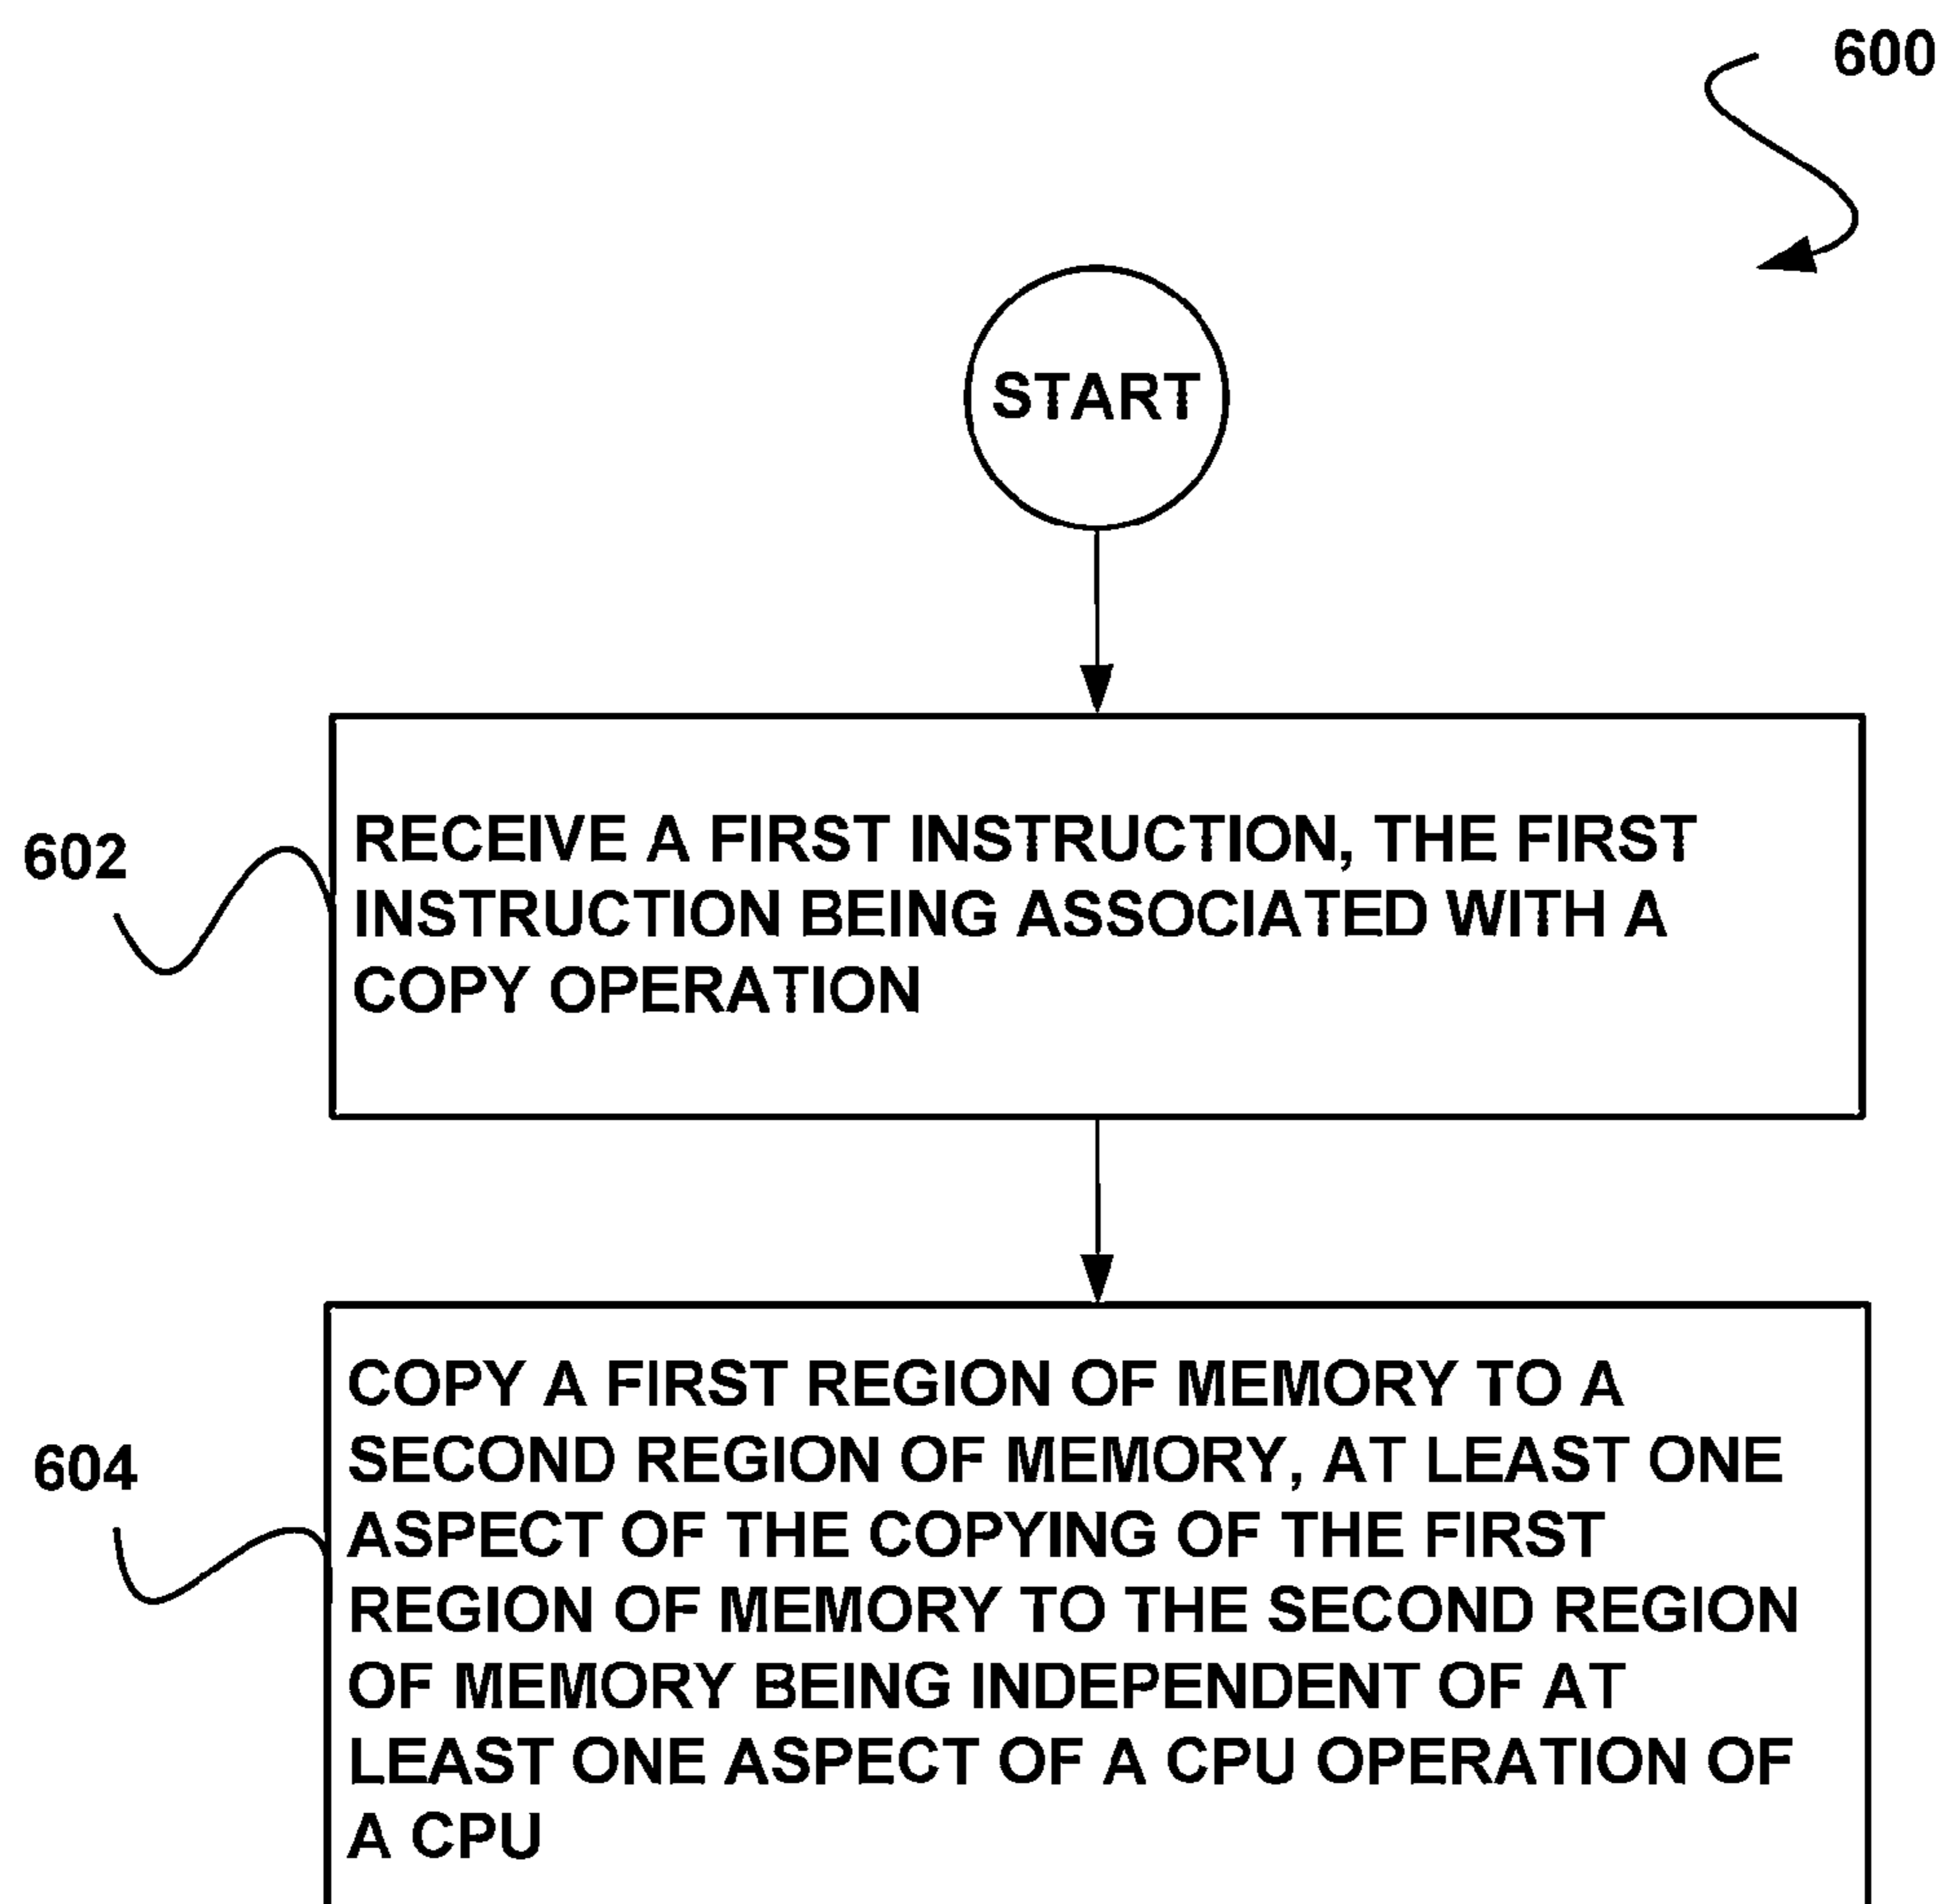 600
START
602
RECEIVE A FIRST INSTRUCTION, THE FIRST
INSTRUCTION BEING ASSOCIATED WITH A
COPY OPERATION
604
COPY A FIRST REGION OF MEMORY TO A
SECOND REGION OF MEMORY, AT LEAST ONE
ASPECT OF THE COPYING OF THE FIRST
REGION OF MEMORY TO THE SECOND REGION
OF MEMORY BEING INDEPENDENT OF AT
LEAST ONE ASPECT OF A CPU OPERATION OF
A CPU